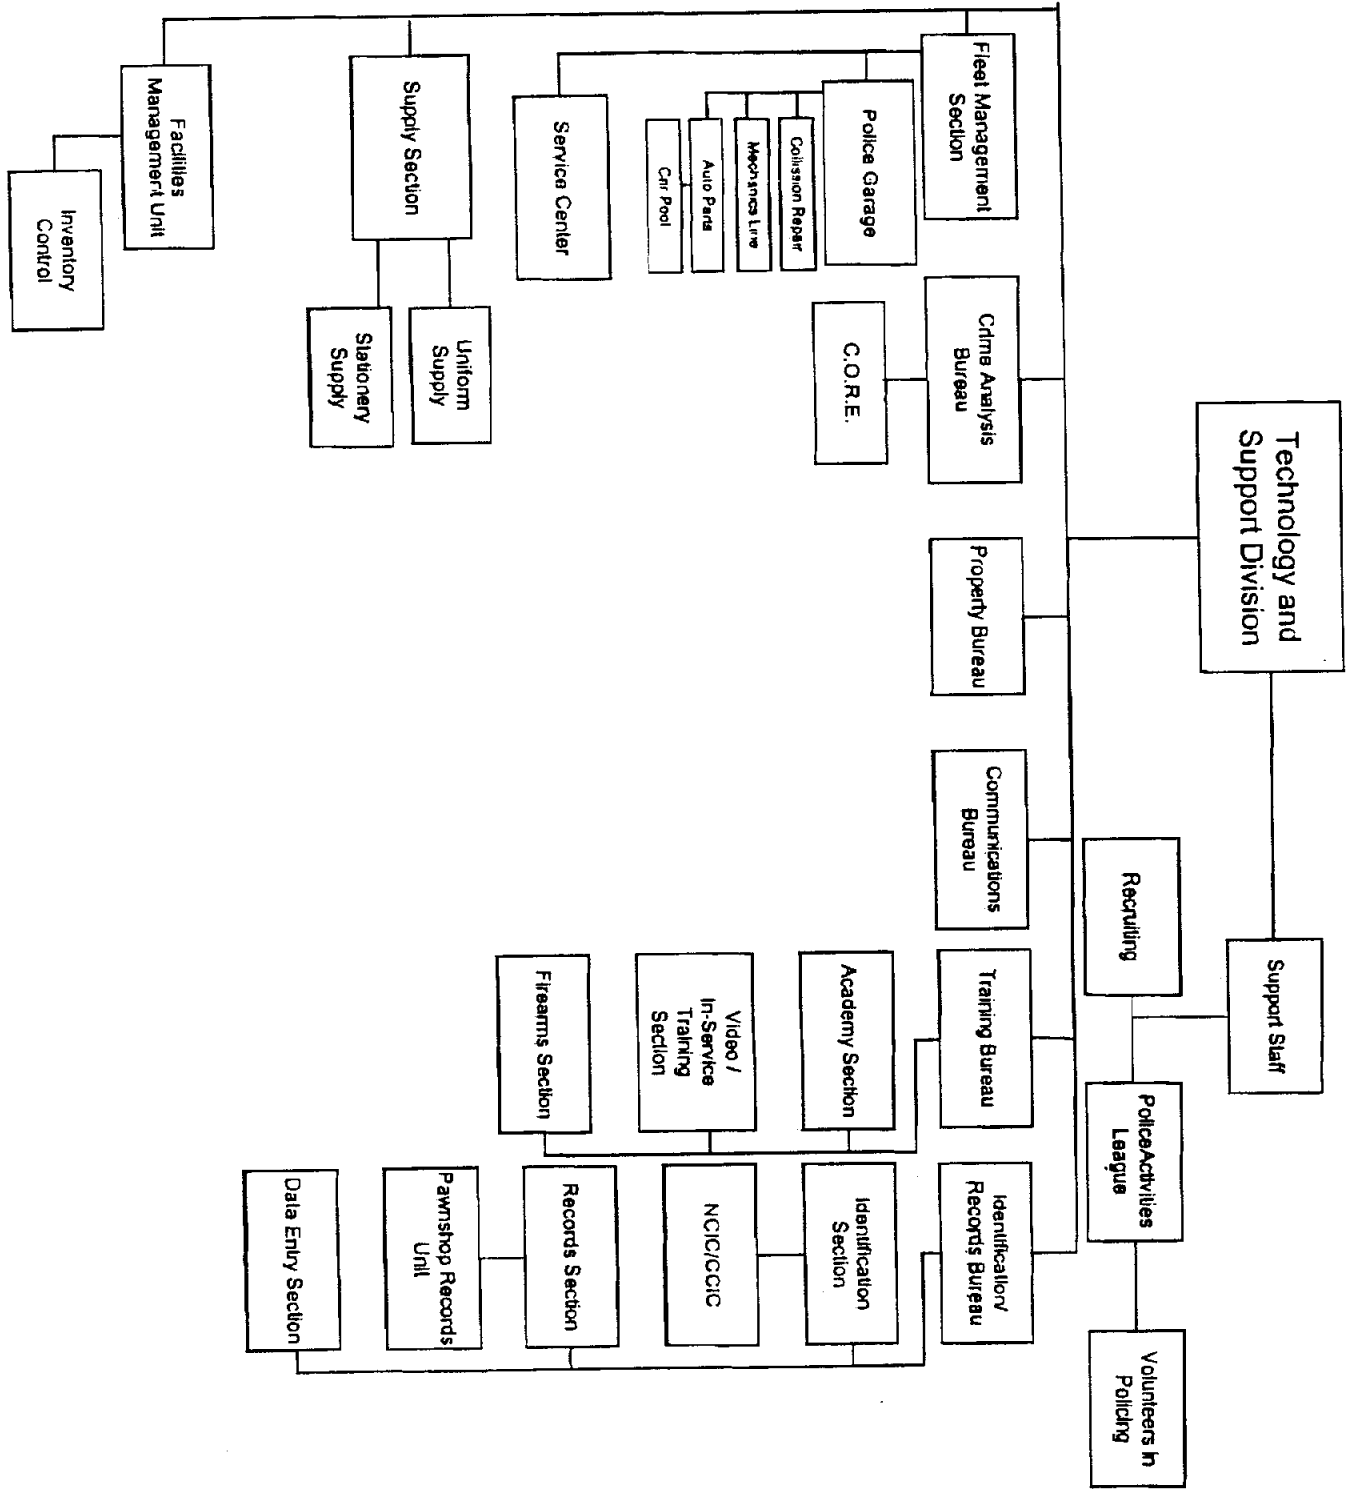 Technology and
Support Division
Support Staff
Recruiting
PoliceActivities
League
Volunteers in
Policing
Fleet Management
Section
Police Garage
Collission Repair
Mechanics Line
Auto Parts
Car Pool
Service Center
Supply Section
Uniform
Supply
Stationery
Supply
Facilities
Management Unit
Inventory
Control
Crime Analysis
Bureau
C.O.R.E.
Property Bureau
Communications
Bureau
Training Bureau
Academy Section
Video /
In-Service
Training
Section
Firearms Section
Identification/
Records Bureau
Identification
Section
NCIC/CCIC
Records Section
Pawnshop Records
Unit
Data Entry Section